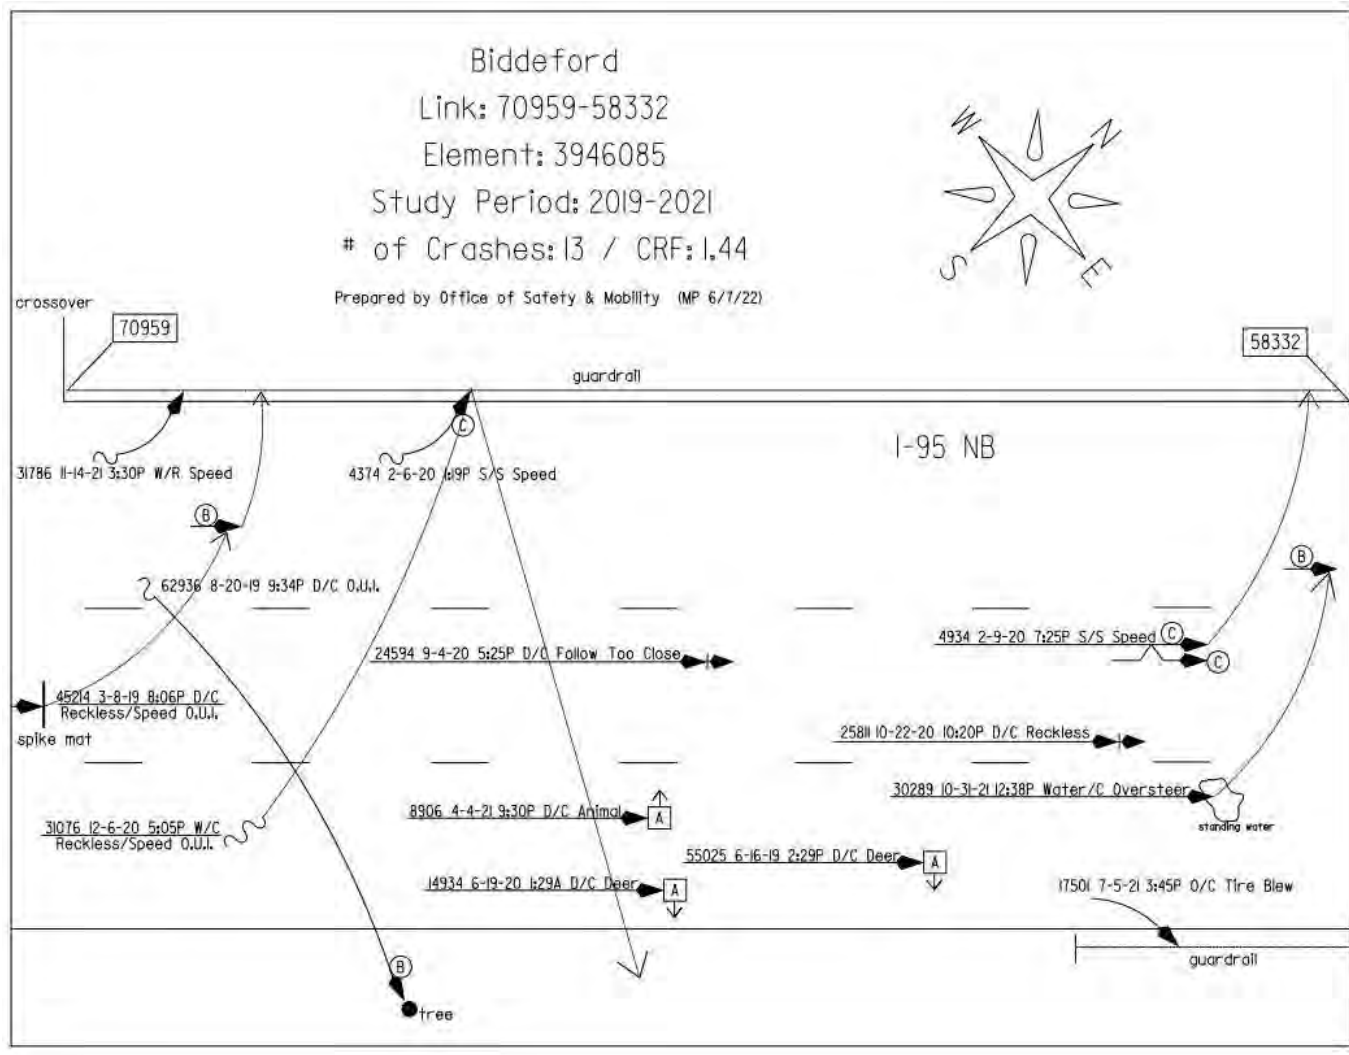 Biddeford
Link: 70959-58332
Element: 3946085
Study Period: 2019-2021
# of Crashes: 13 / CRF: 1.44
Prepared by Office of Safety & Mobility (MP 6/7/22)
W
N
S
E
crossover
70959
58332
guardrail
I-95 NB
C
31786 11-14-21 3:30P W/R Speed
4374 2-6-20 1:19P S/S Speed
B
B
62936 8-20-19 9:34P D/C O.U.I.
4934 2-9-20 7:25P S/S Speed
C
C
24594 9-4-20 5:25P D/C Follow Too Close
45214 3-8-19 8:06P D/C
Reckless/Speed O.U.I.
spike mat
25811 10-22-20 10:20P D/C Reckless
30289 10-31-21 12:38P Water/C Oversteer
standing water
8906 4-4-21 9:30P D/C Animal
A
31076 12-6-20 5:05P W/C
Reckless/Speed O.U.I.
55025 6-16-19 2:29P D/C Deer
A
14934 6-19-20 1:29A D/C Deer
A
17501 7-5-21 3:45P O/C Tire Blew
guardrail
B
tree